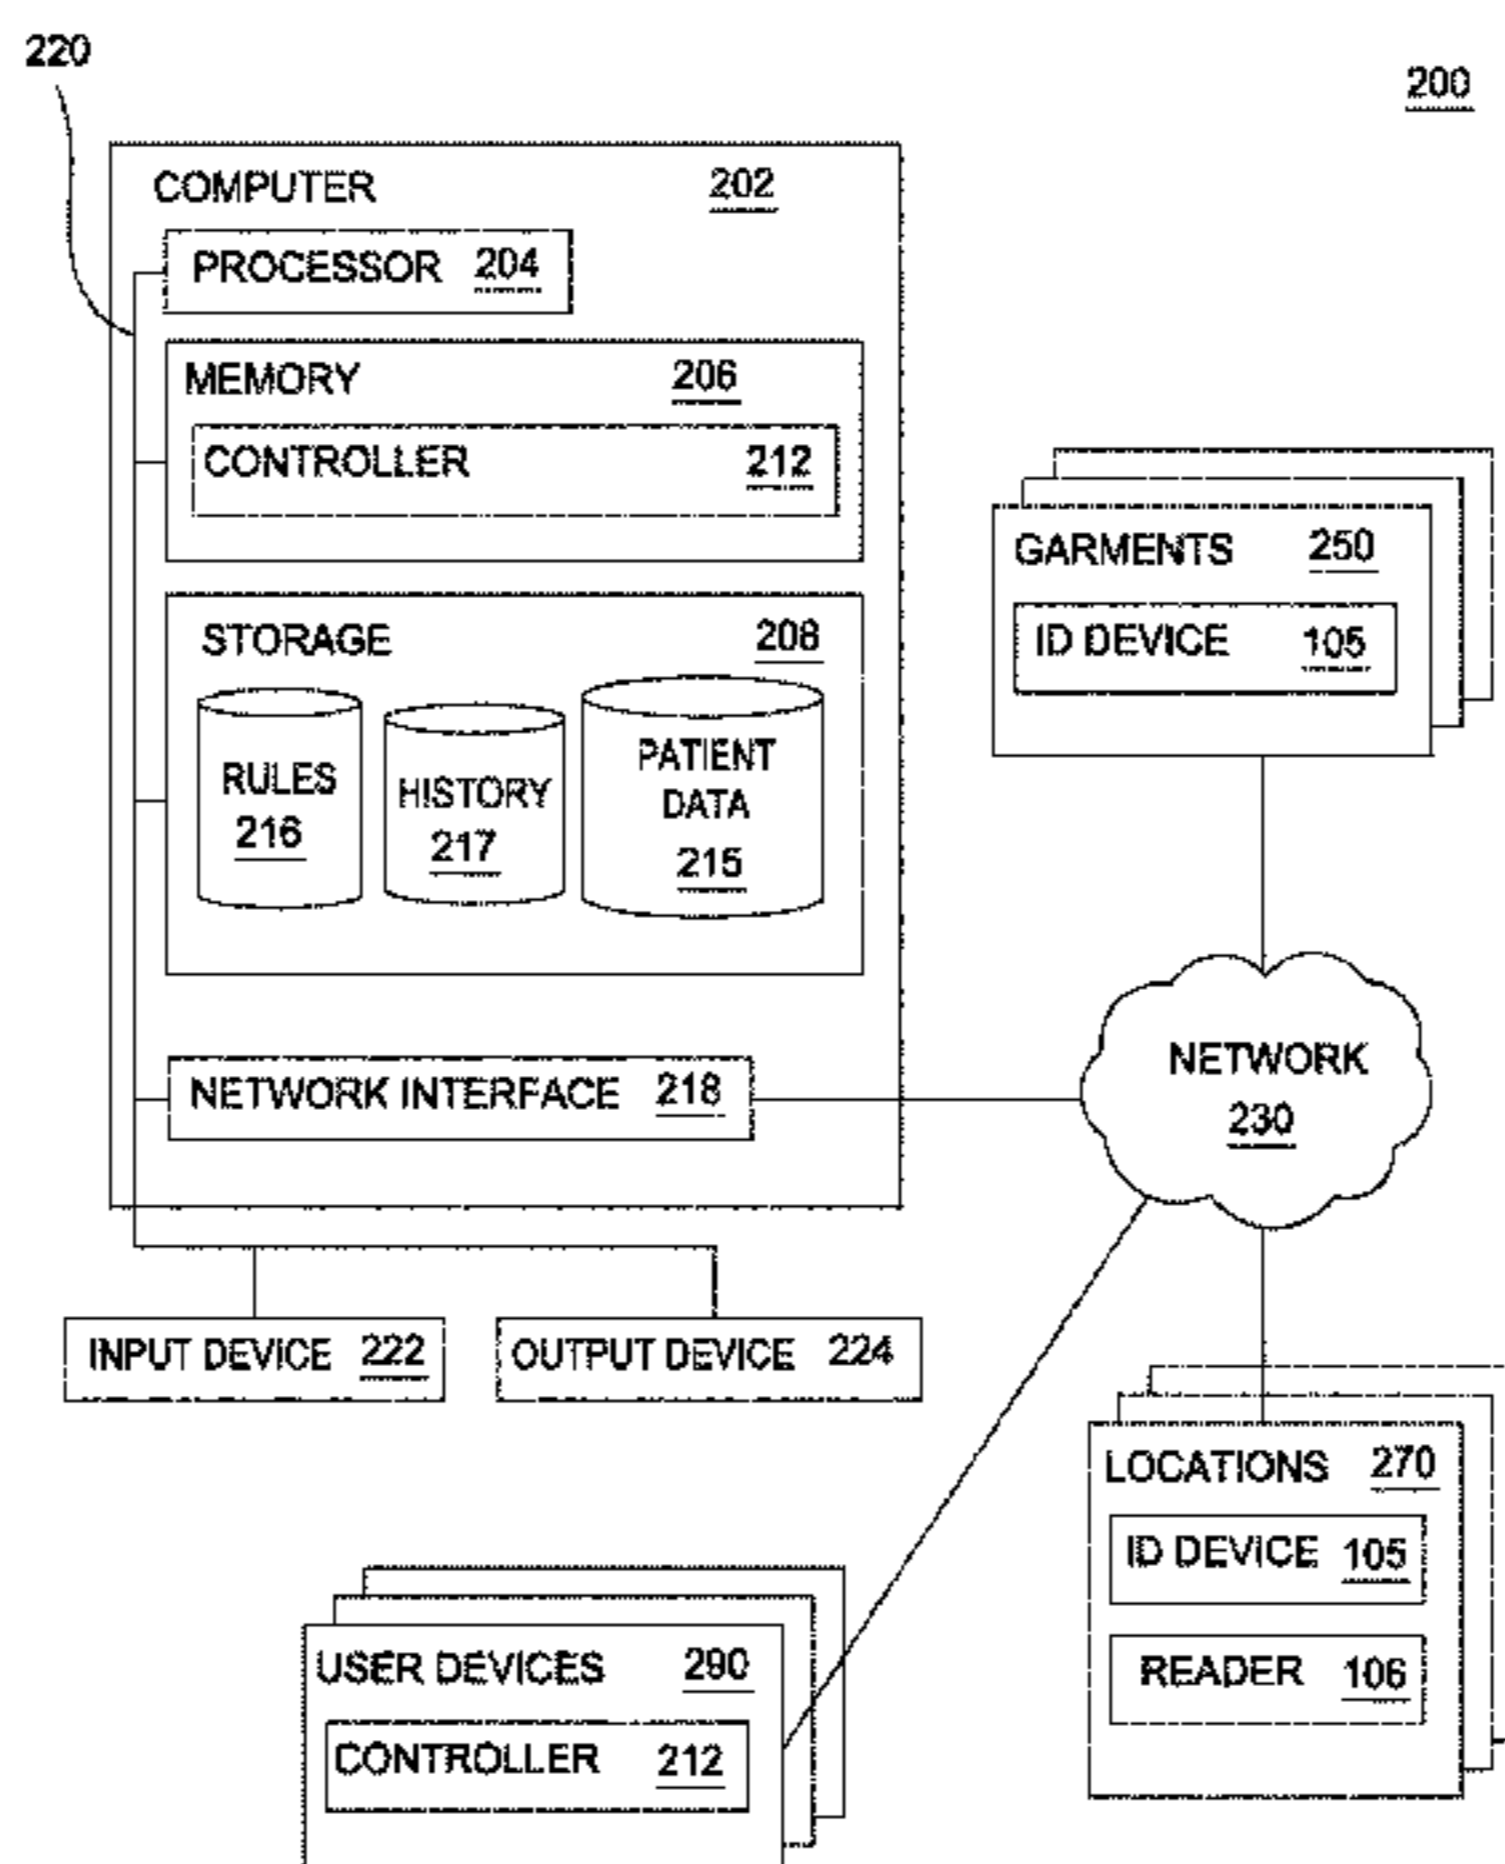 220
200
COMPUTER 202
PROCESSOR 204
MEMORY 206
CONTROLLER 212
STORAGE 208
RULES
216
HISTORY
217
PATIENT
DATA
215
NETWORK INTERFACE 218
INPUT DEVICE 222
OUTPUT DEVICE 224
GARMENTS 250
ID DEVICE 105
NETWORK
230
LOCATIONS 270
ID DEVICE 105
READER 106
USER DEVICES 290
CONTROLLER 212